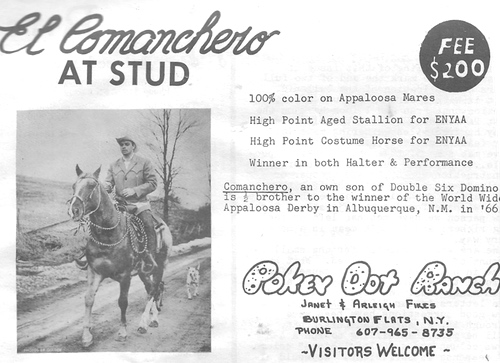 El Comanchero
AT STUD
FEE
$200
100% color on Appaloosa Mares
High Point Aged Stallion for ENYAA
High Point Costume Horse for ENYAA
Winner in both Halter & Performance
Comanchero, an own son of Double Six Domino
is ½ brother to the winner of the World Wide
Appaloosa Derby in Albuquerque, N.M. in '66
Pokey Dot Ranch
JANET & ARLEIGH
BURLINGTON FLATS, N.Y.
PHONE 607-965-8735
~VISITORS WELCOME~